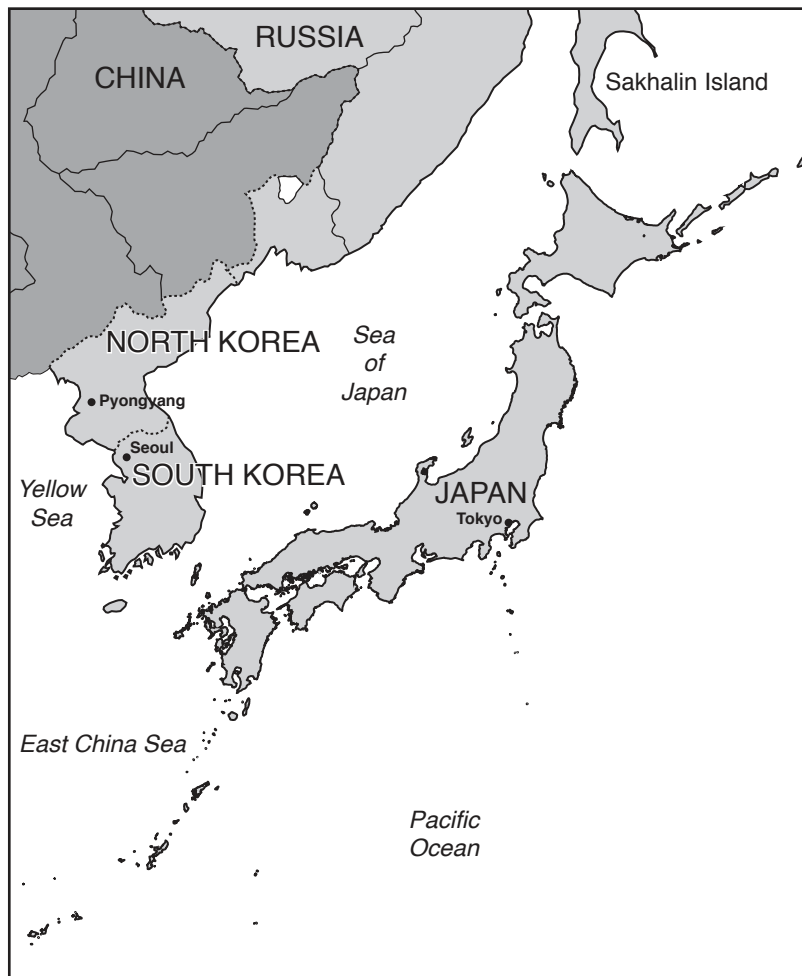 RUSSIA
CHINA
Sakhalin Island
NORTH KOREA
Sea
of
Japan
Pyongyang
Seoul
SOUTH KOREA
Yellow
Sea
JAPAN
Tokyo
East China Sea
Pacific
Ocean